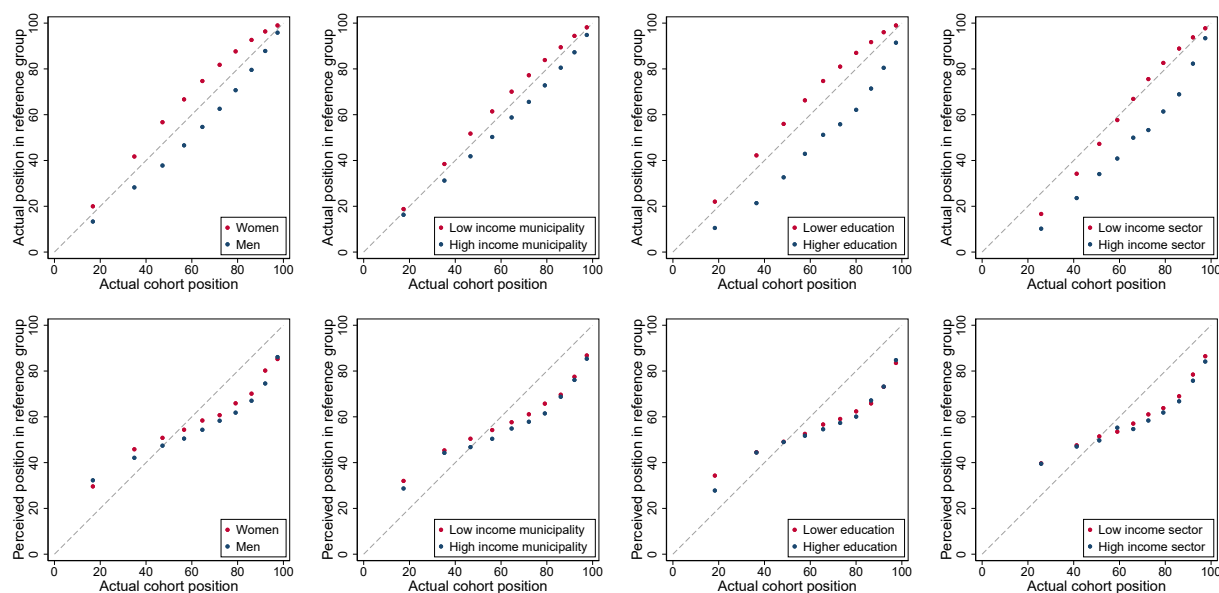 Actual position in reference group
0 20 40 60 80 100
Women
Men
0 20 40 60 80 100
Actual cohort position
Actual position in reference group
0 20 40 60 80 100
Low income municipality
High income municipality
0 20 40 60 80 100
Actual cohort position
Actual position in reference group
0 20 40 60 80 100
Lower education
Higher education
0 20 40 60 80 100
Actual cohort position
Actual position in reference group
0 20 40 60 80 100
Low income sector
High income sector
0 20 40 60 80 100
Actual cohort position
Perceived position in reference group
0 20 40 60 80 100
Women
Men
0 20 40 60 80 100
Actual cohort position
Perceived position in reference group
0 20 40 60 80 100
Low income municipality
High income municipality
0 20 40 60 80 100
Actual cohort position
Perceived position in reference group
0 20 40 60 80 100
Lower education
Higher education
0 20 40 60 80 100
Actual cohort position
Perceived position in reference group
0 20 40 60 80 100
Low income sector
High income sector
0 20 40 60 80 100
Actual cohort position